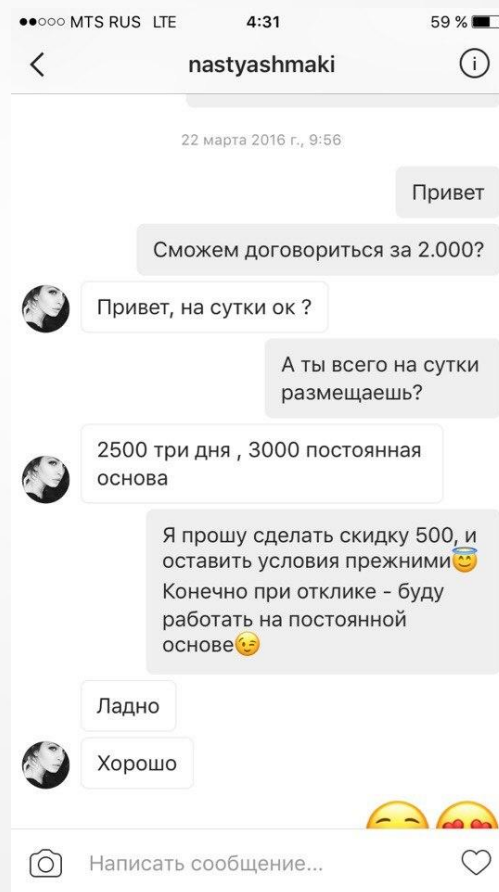 MTS RUS LTE 4:31 59 %
nastyashmaki
22 марта 2016 г., 9:56
Привет
Сможем договориться за 2.000?
Привет, на сутки ок ?
А ты всего на сутки
размещаешь?
2500 три дня , 3000 постоянная
основа
Я прошу сделать скидку 500, и
оставить условия прежними😇
Конечно при отклике - буду
работать на постоянной
основе😉
Ладно
Хорошо
Написать сообщение...